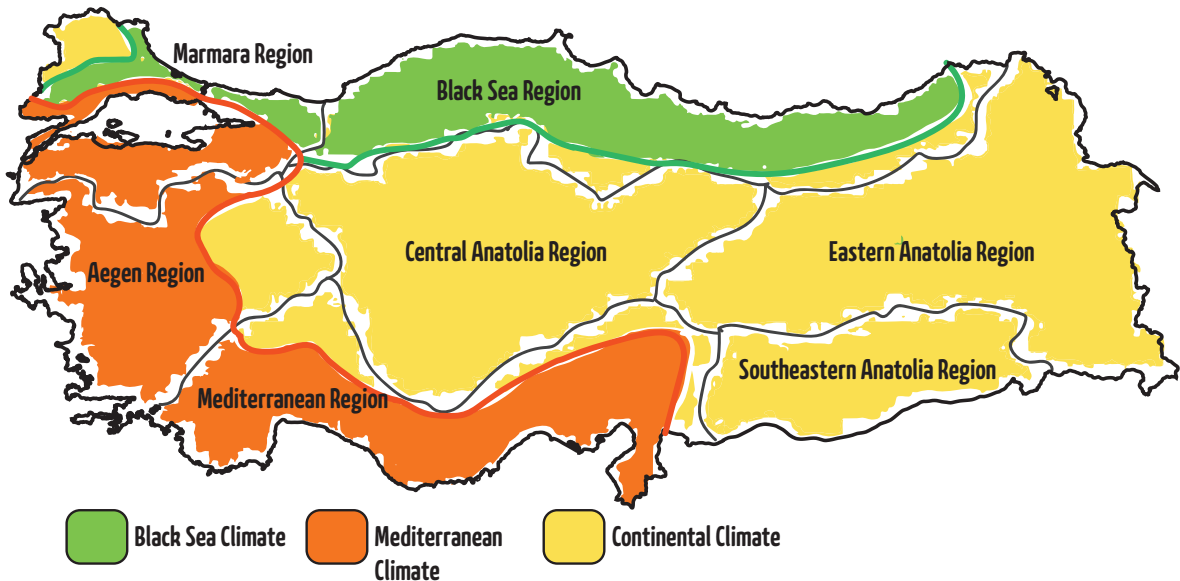 Marmara Region
Black Sea Region
Central Anatolia Region
Eastern Anatolia Region
Aegen Region
Southeastern Anatolia Region
Mediterranean Region
Black Sea Climate
Mediterranean
Climate
Continental Climate